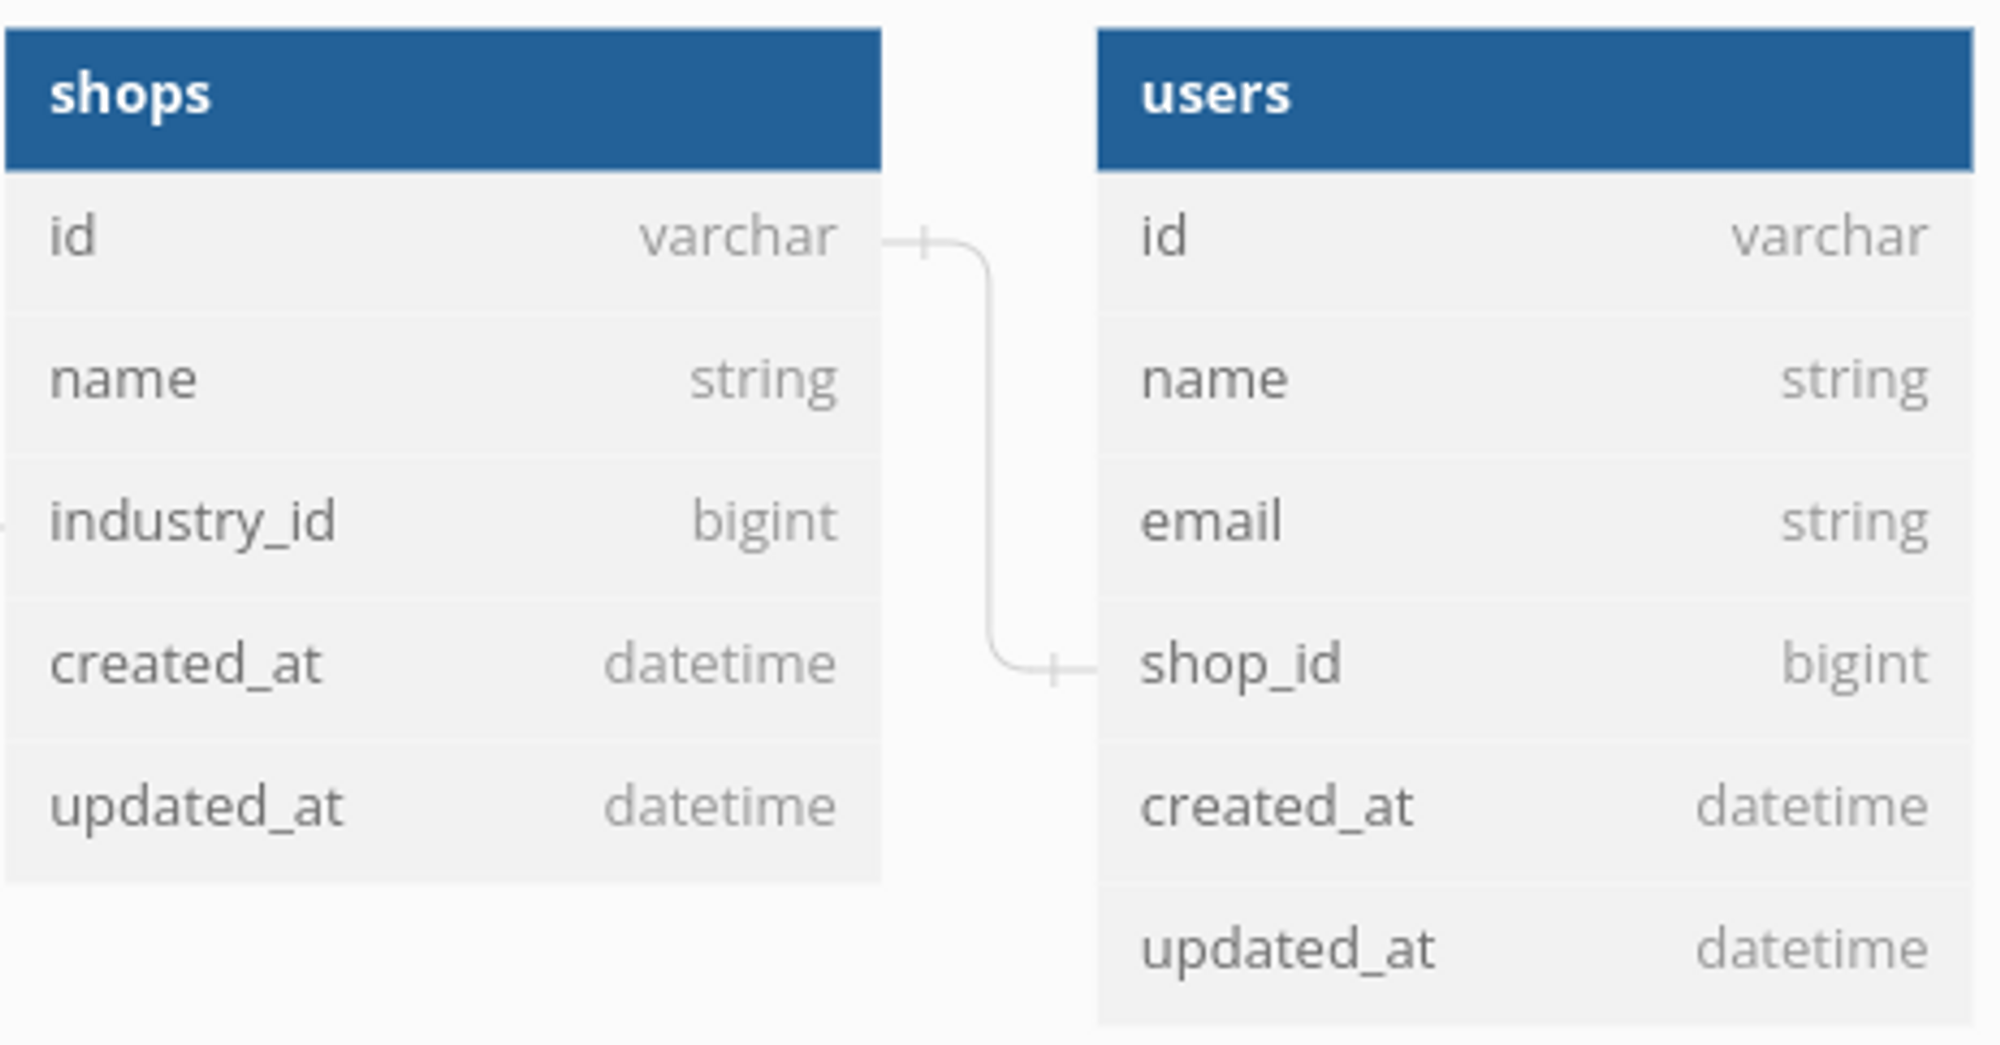 shops
id varchar
name string
industry_id bigint
created_at datetime
updated_at datetime
users
id varchar
name string
email string
shop_id bigint
created_at datetime
updated_at datetime